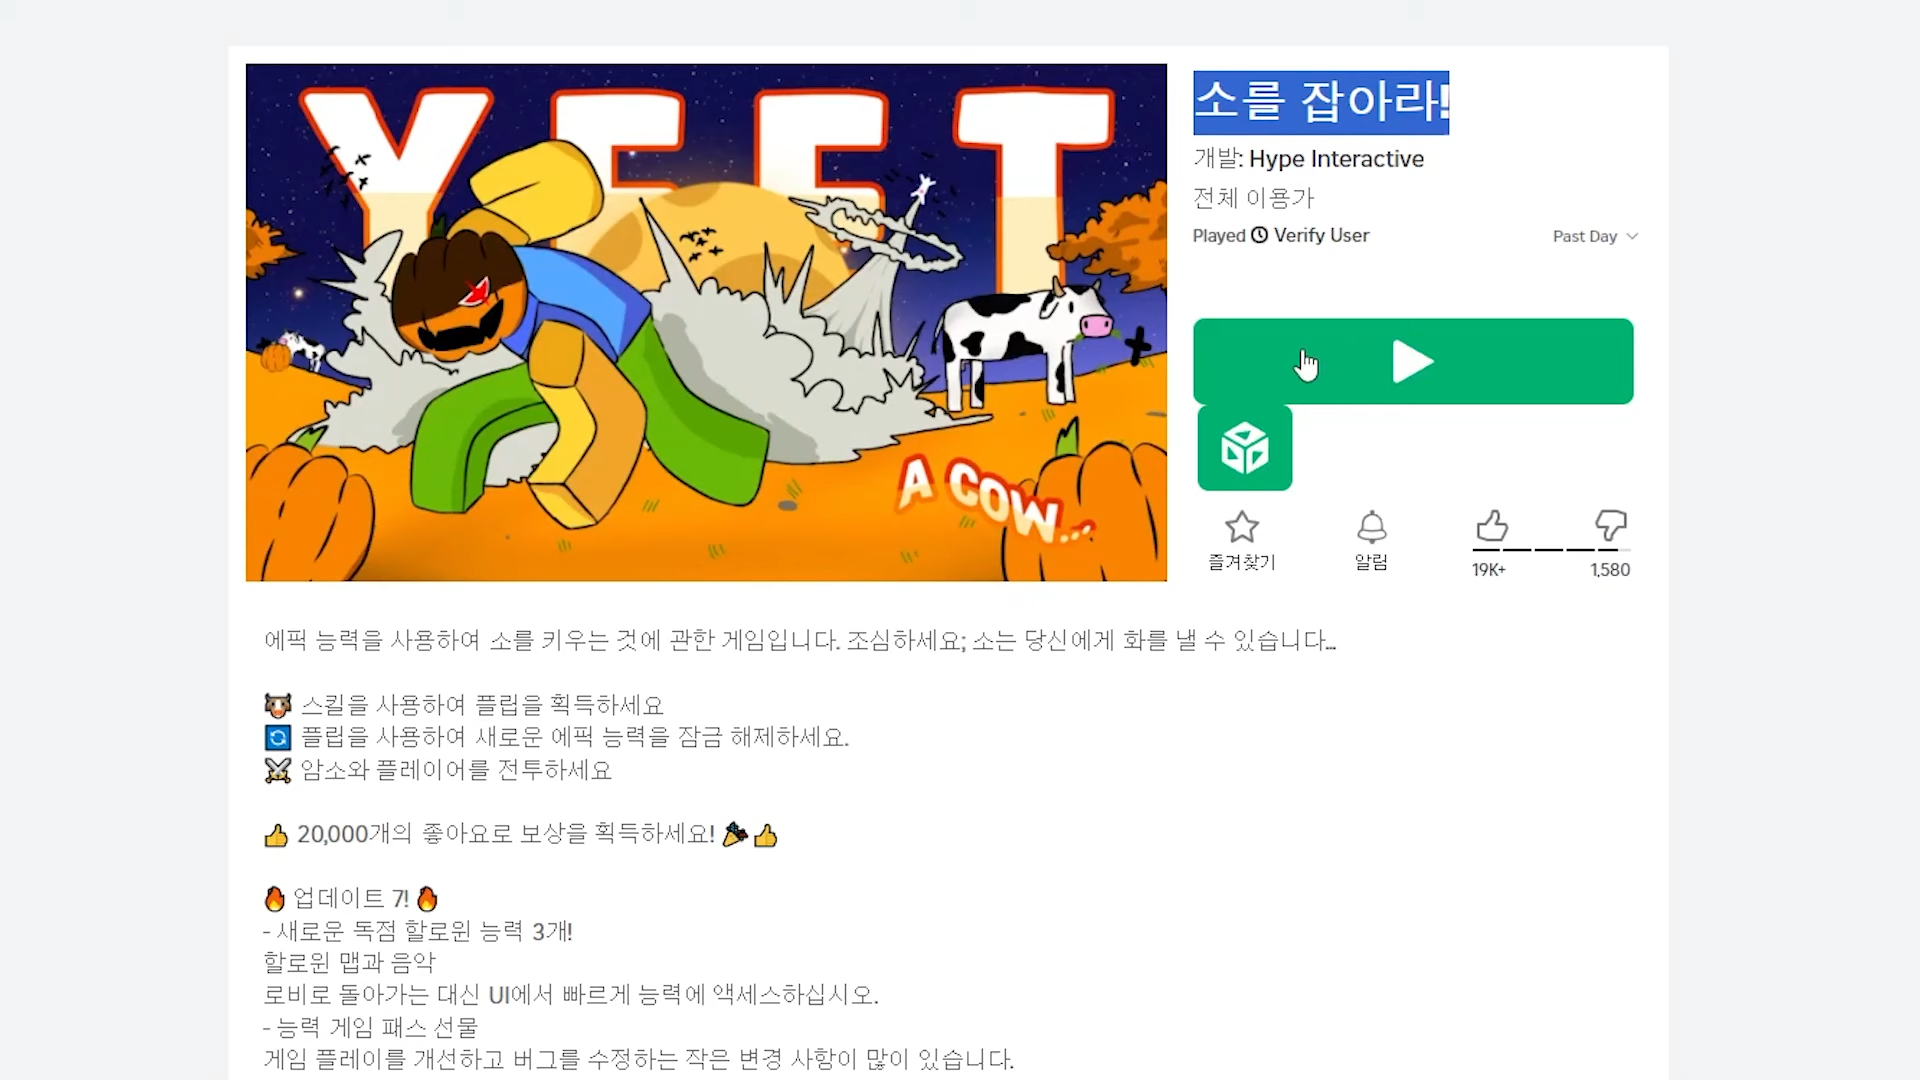 YEET
A COW...
소를 잡아라!
개발: Hype Interactive
전체 이용가
Played Verify User
Past Day
즐겨찾기
알림
19K+
1,580
에픽 능력을 사용하여 소를 키우는 것에 관한 게임입니다. 조심하세요; 소는 당신에게 화를 낼 수 있습니다...
스킬을 사용하여 플립을 획득하세요
플립을 사용하여 새로운 에픽 능력을 잠금 해제하세요.
암소와 플레이어를 전투하세요
20,000개의 좋아요로 보상을 획득하세요!
업데이트 7!
- 새로운 독점 할로윈 능력 3개!
할로윈 맵과 음악
로비로 돌아가는 대신 UI에서 빠르게 능력에 액세스하십시오.
- 능력 게임 패스 선물
게임 플레이를 개선하고 버그를 수정하는 작은 변경 사항이 많이 있습니다.